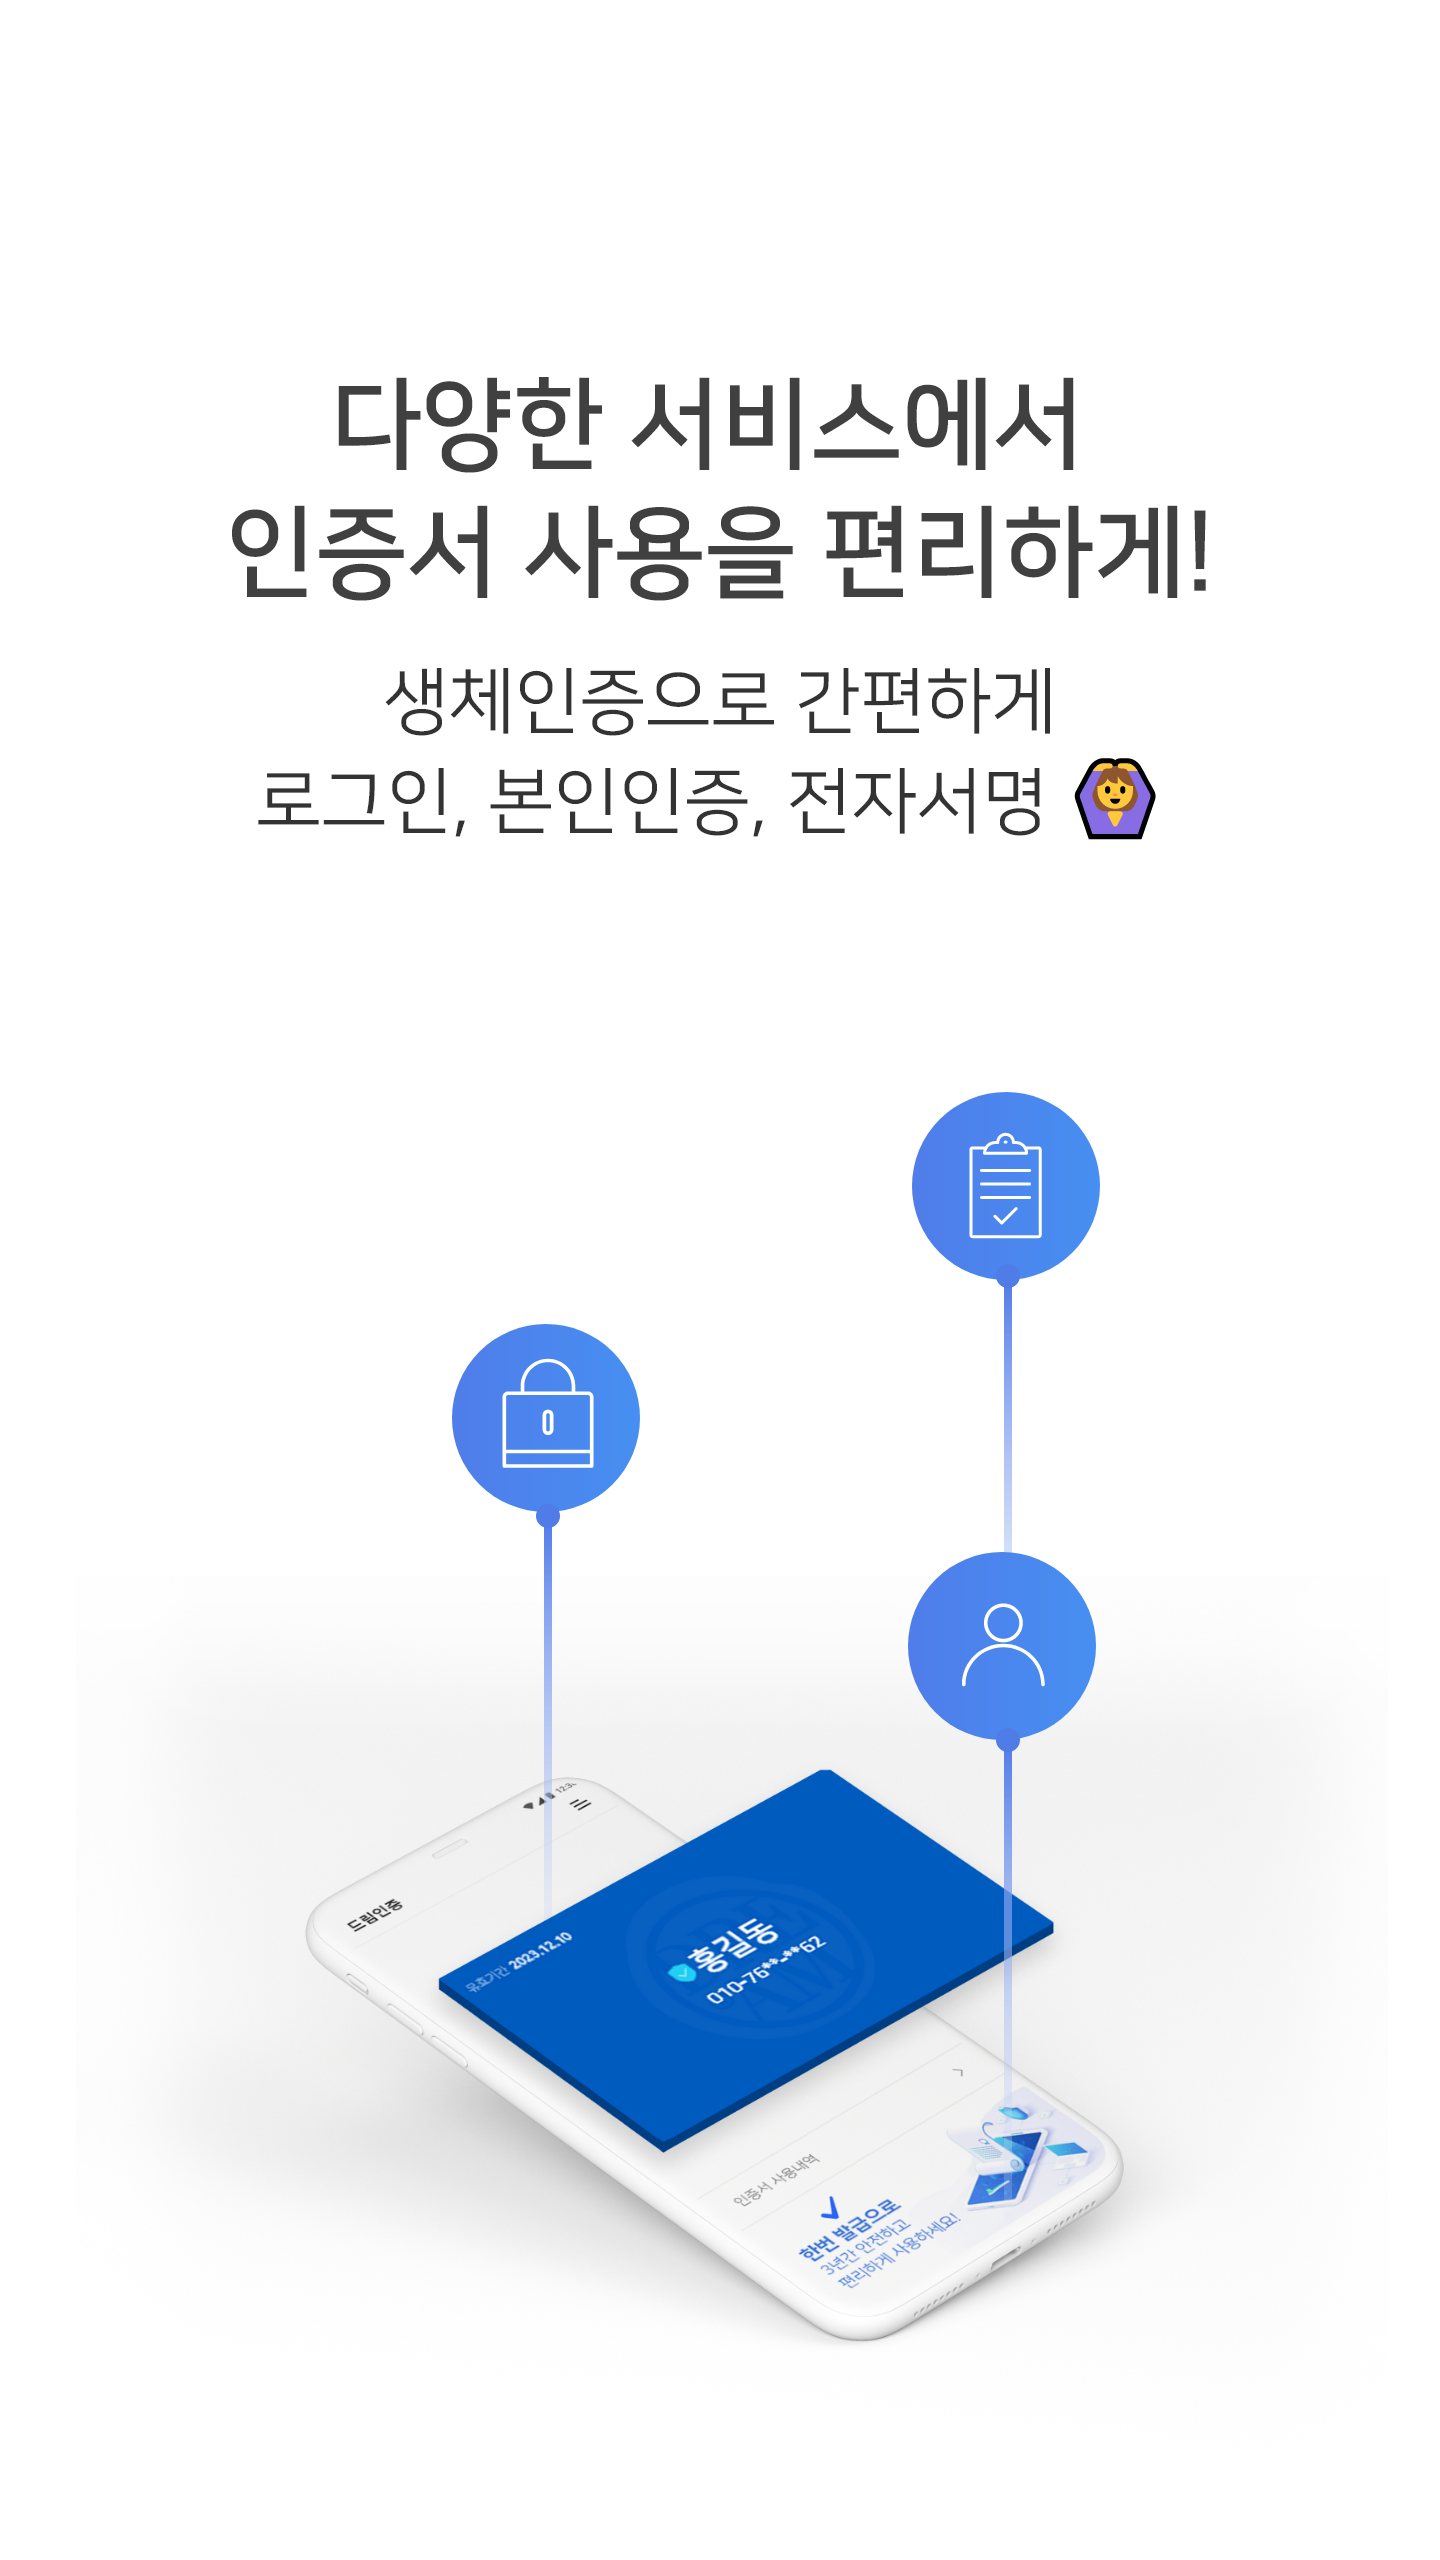 다양한 서비스에서
인증서 사용을 편리하게!
생체인증으로 간편하게
로그인, 본인인증, 전자서명 🙆‍♀️
드림인증
유효기간 2023.12.10
홍길동
010-76**-**62
인증서 사용내역
한번 발급으로
3년간 안전하고
편리하게 사용하세요!